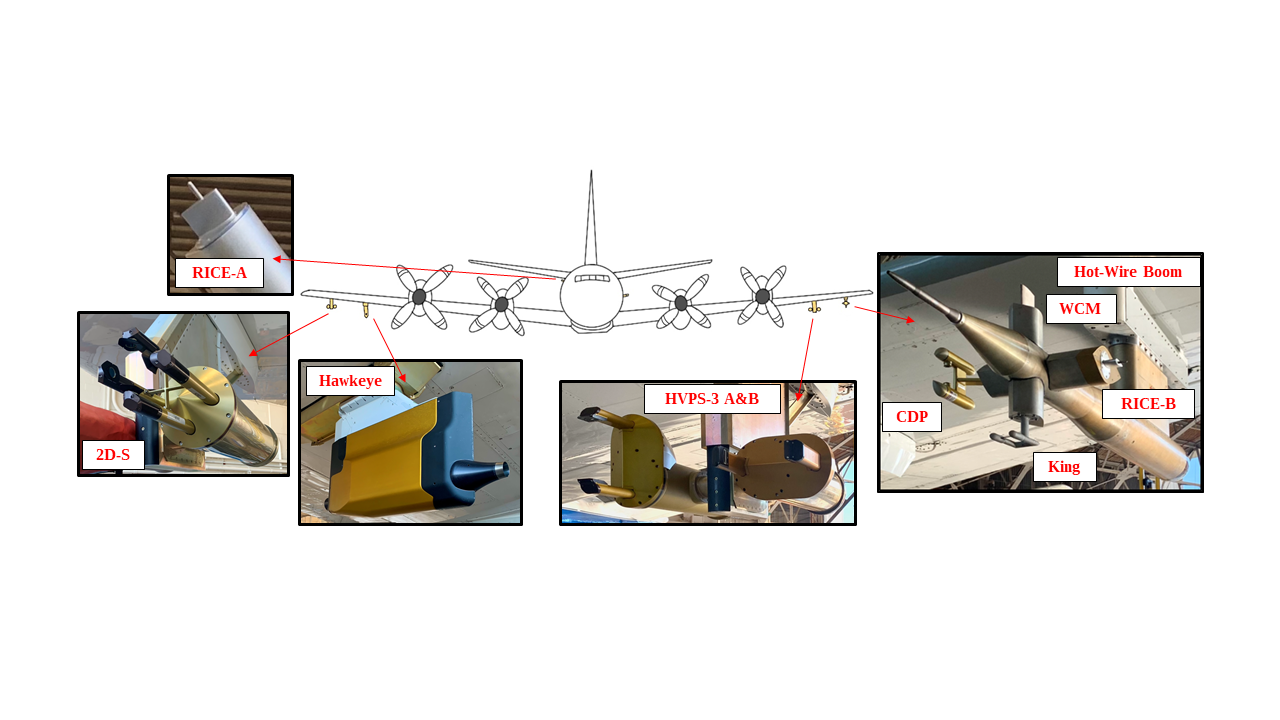 RICE-A
2D-S
Hawkeye
HVPS-3 A&B
Hot-Wire Boom
WCM
CDP
RICE-B
King